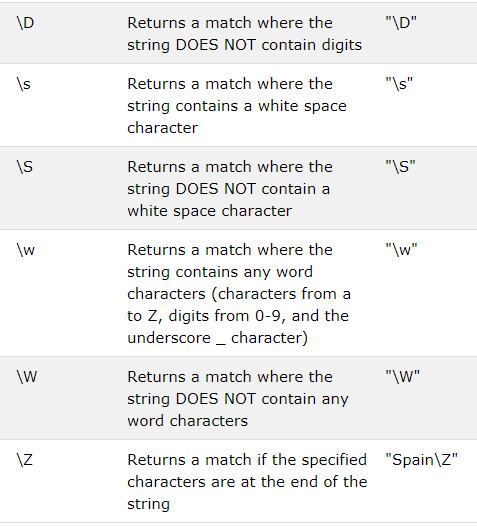 \D Returns a match where the "\D"
string DOES NOT contain digits
\s Returns a match where the "\s"
string contains a white space
character
\S Returns a match where the "\S"
string DOES NOT contain a
white space character
\w Returns a match where the "\w"
string contains any word
characters (characters from a
to Z, digits from 0-9, and the
underscore _ character)
\W Returns a match where the "\W"
string DOES NOT contain any
word characters
\Z Returns a match if the specified "Spain\Z"
characters are at the end of the
string